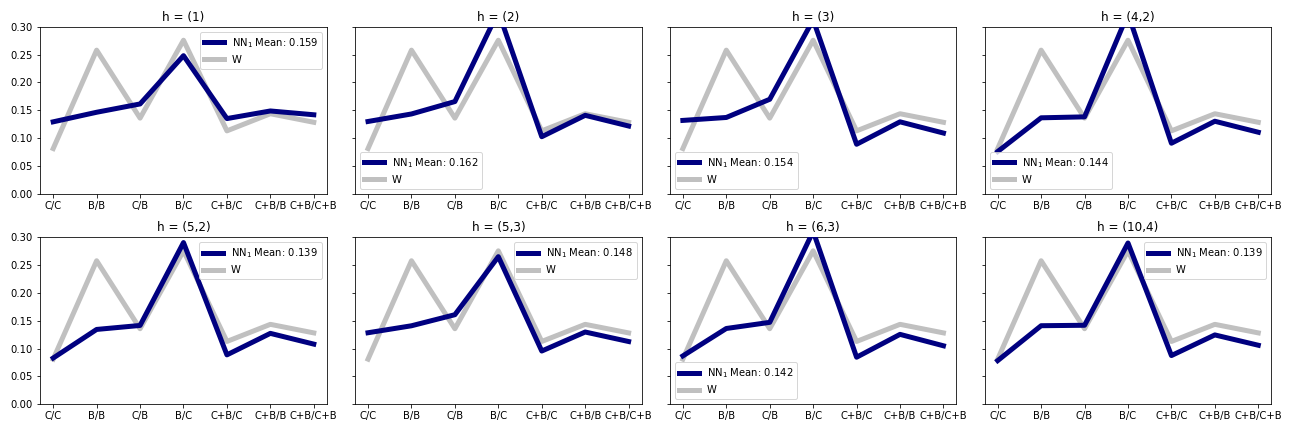 h = (1)
0.30
0.25
0.20
0.15
0.10
0.05
0.00
NN₁ Mean: 0.159
W
C/C B/B C/B B/C C+B/C C+B/B C+B/C+B
h = (2)
NN₁ Mean: 0.162
W
C/C B/B C/B B/C C+B/C C+B/B C+B/C+B
h = (3)
NN₁ Mean: 0.154
W
C/C B/B C/B B/C C+B/C C+B/B C+B/C+B
h = (4,2)
NN₁ Mean: 0.144
W
C/C B/B C/B B/C C+B/C C+B/B C+B/C+B
h = (5,2)
0.30
0.25
0.20
0.15
0.10
0.05
0.00
NN₁ Mean: 0.139
W
C/C B/B C/B B/C C+B/C C+B/B C+B/C+B
h = (5,3)
NN₁ Mean: 0.148
W
C/C B/B C/B B/C C+B/C C+B/B C+B/C+B
h = (6,3)
NN₁ Mean: 0.142
W
C/C B/B C/B B/C C+B/C C+B/B C+B/C+B
h = (10,4)
NN₁ Mean: 0.139
W
C/C B/B C/B B/C C+B/C C+B/B C+B/C+B